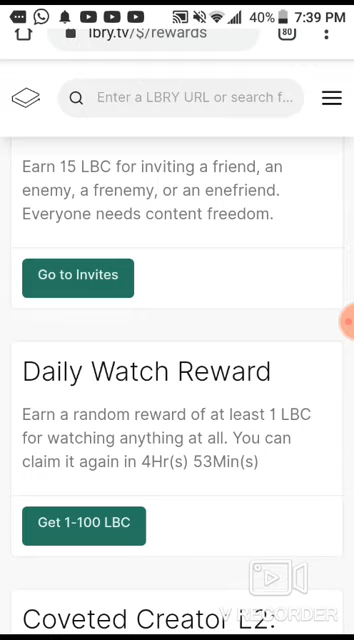 40% 7:39 PM
lbry.tv/$/rewards
80
Enter a LBRY URL or search f...
Earn 15 LBC for inviting a friend, an
enemy, a frenemy, or an enefriend.
Everyone needs content freedom.
Go to Invites
Daily Watch Reward
Earn a random reward of at least 1 LBC
for watching anything at all. You can
claim it again in 4Hr(s) 53Min(s)
Get 1-100 LBC
V RECORDER
Coveted Creator L2: